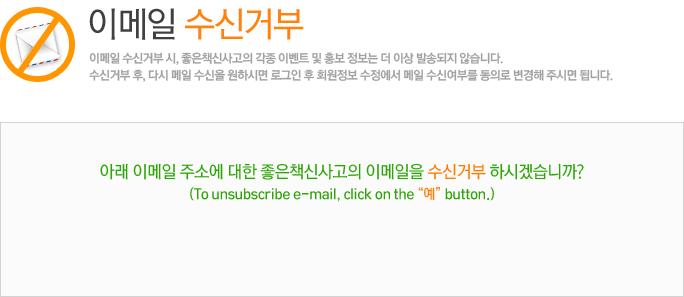 이메일 수신거부
이메일 수신거부 시, 좋은책신사고의 각종 이벤트 및 홍보 정보는 더 이상 발송되지 않습니다.
수신거부 후, 다시 메일 수신을 원하시면 로그인 후 회원정보 수정에서 메일 수신여부를 동의로 변경해 주시면 됩니다.
아래 이메일 주소에 대한 좋은책신사고의 이메일을 수신거부 하시겠습니까?
(To unsubscribe e-mail, click on the “예” button.)